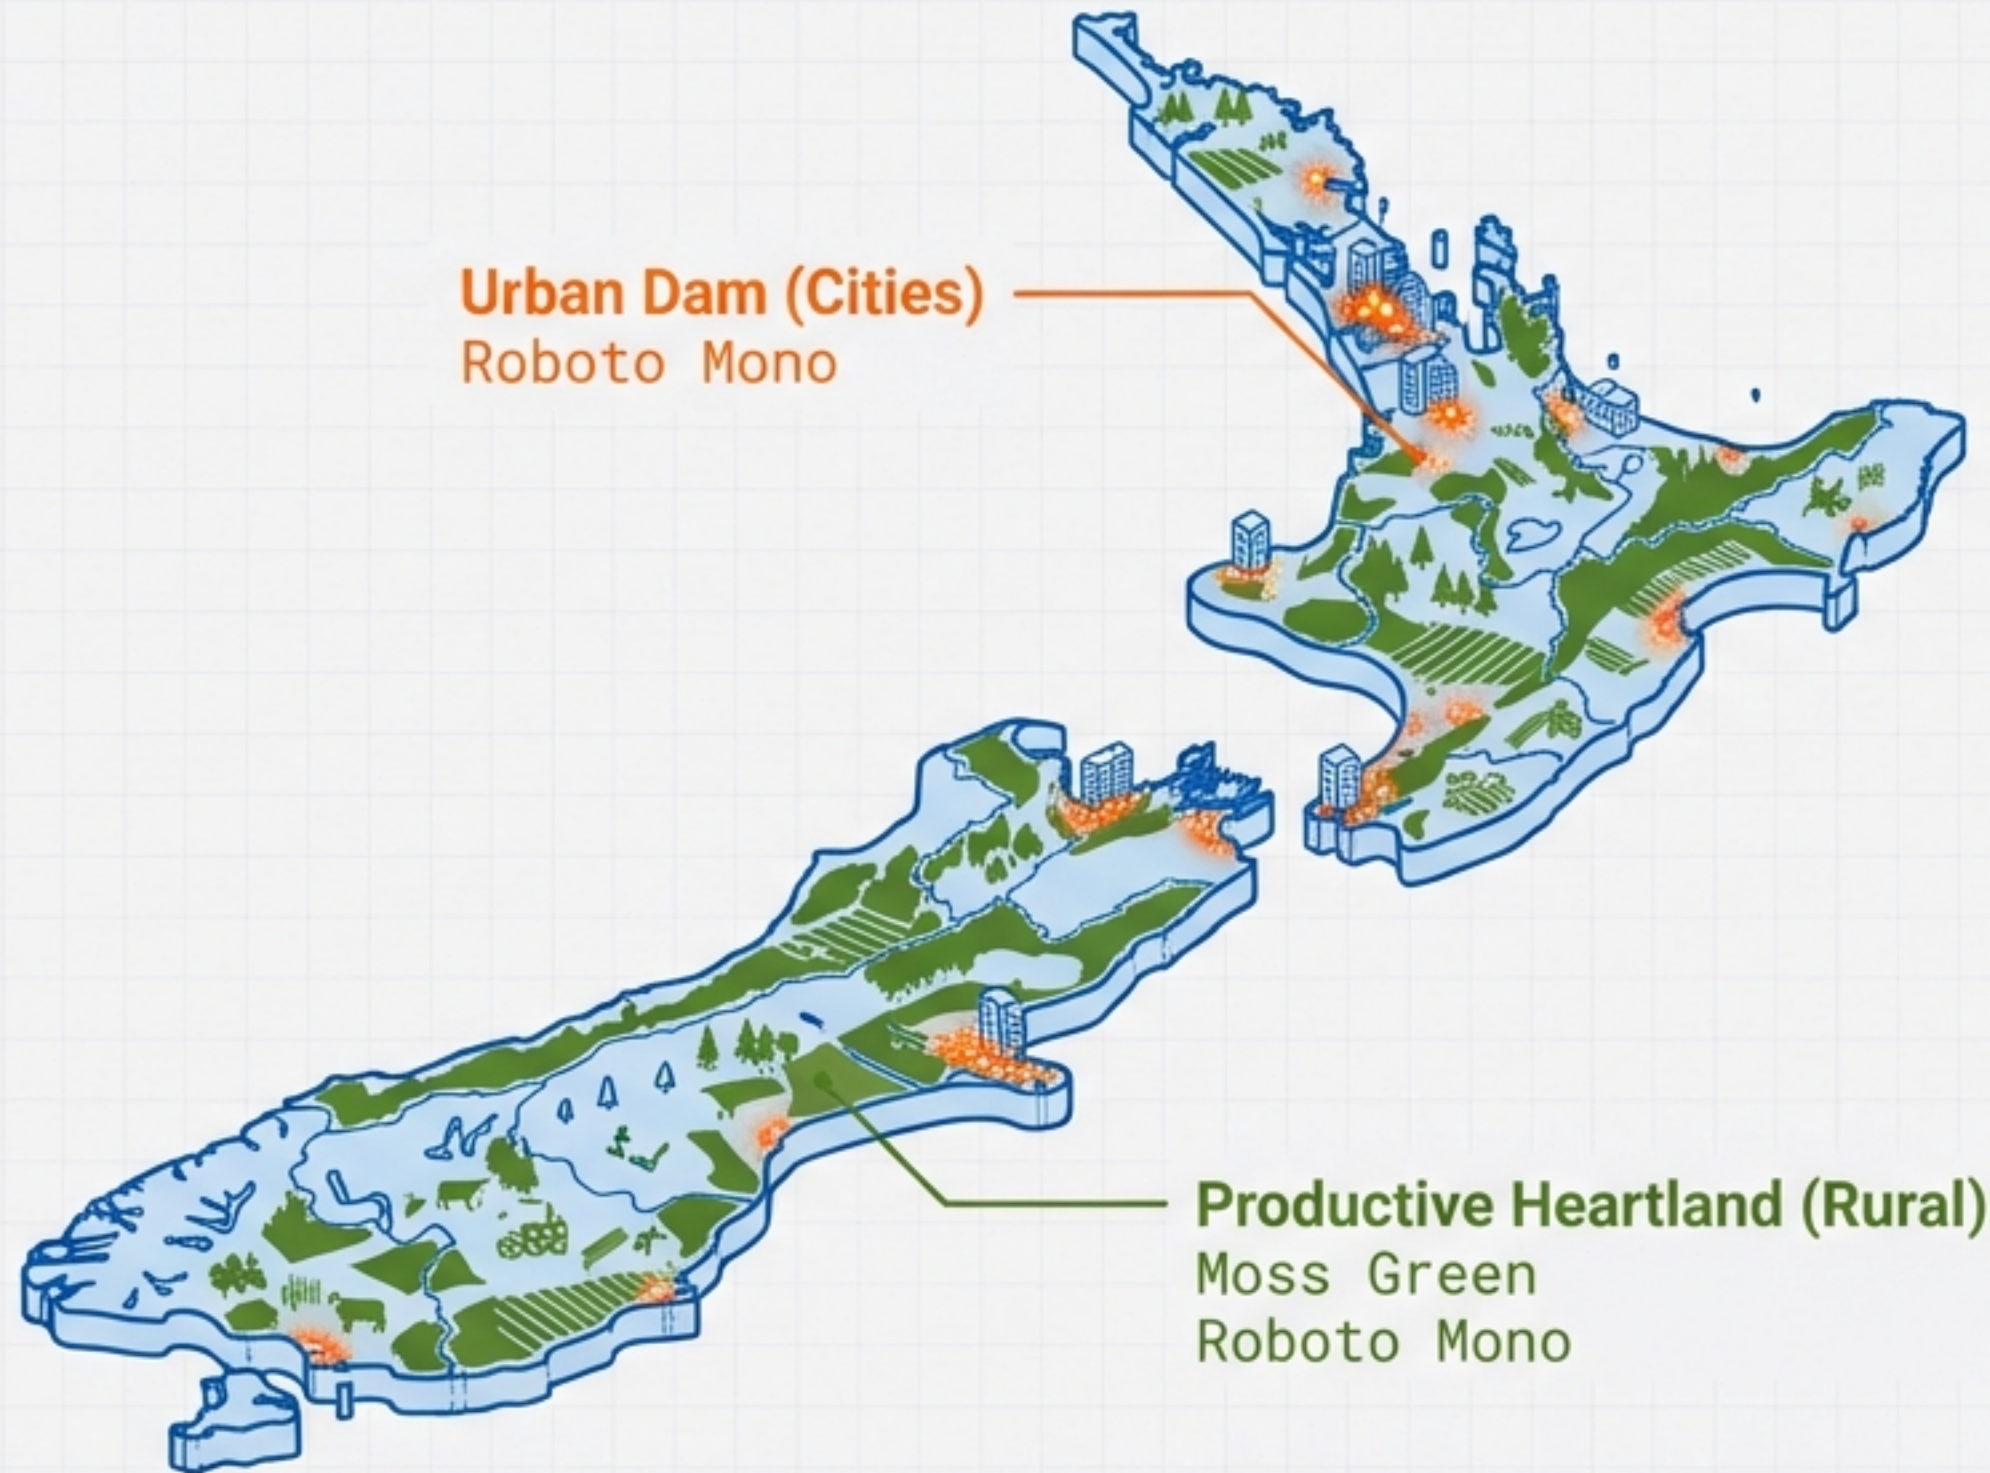 Urban Dam (Cities)
Roboto Mono
Productive Heartland (Rural)
Moss Green
Roboto Mono